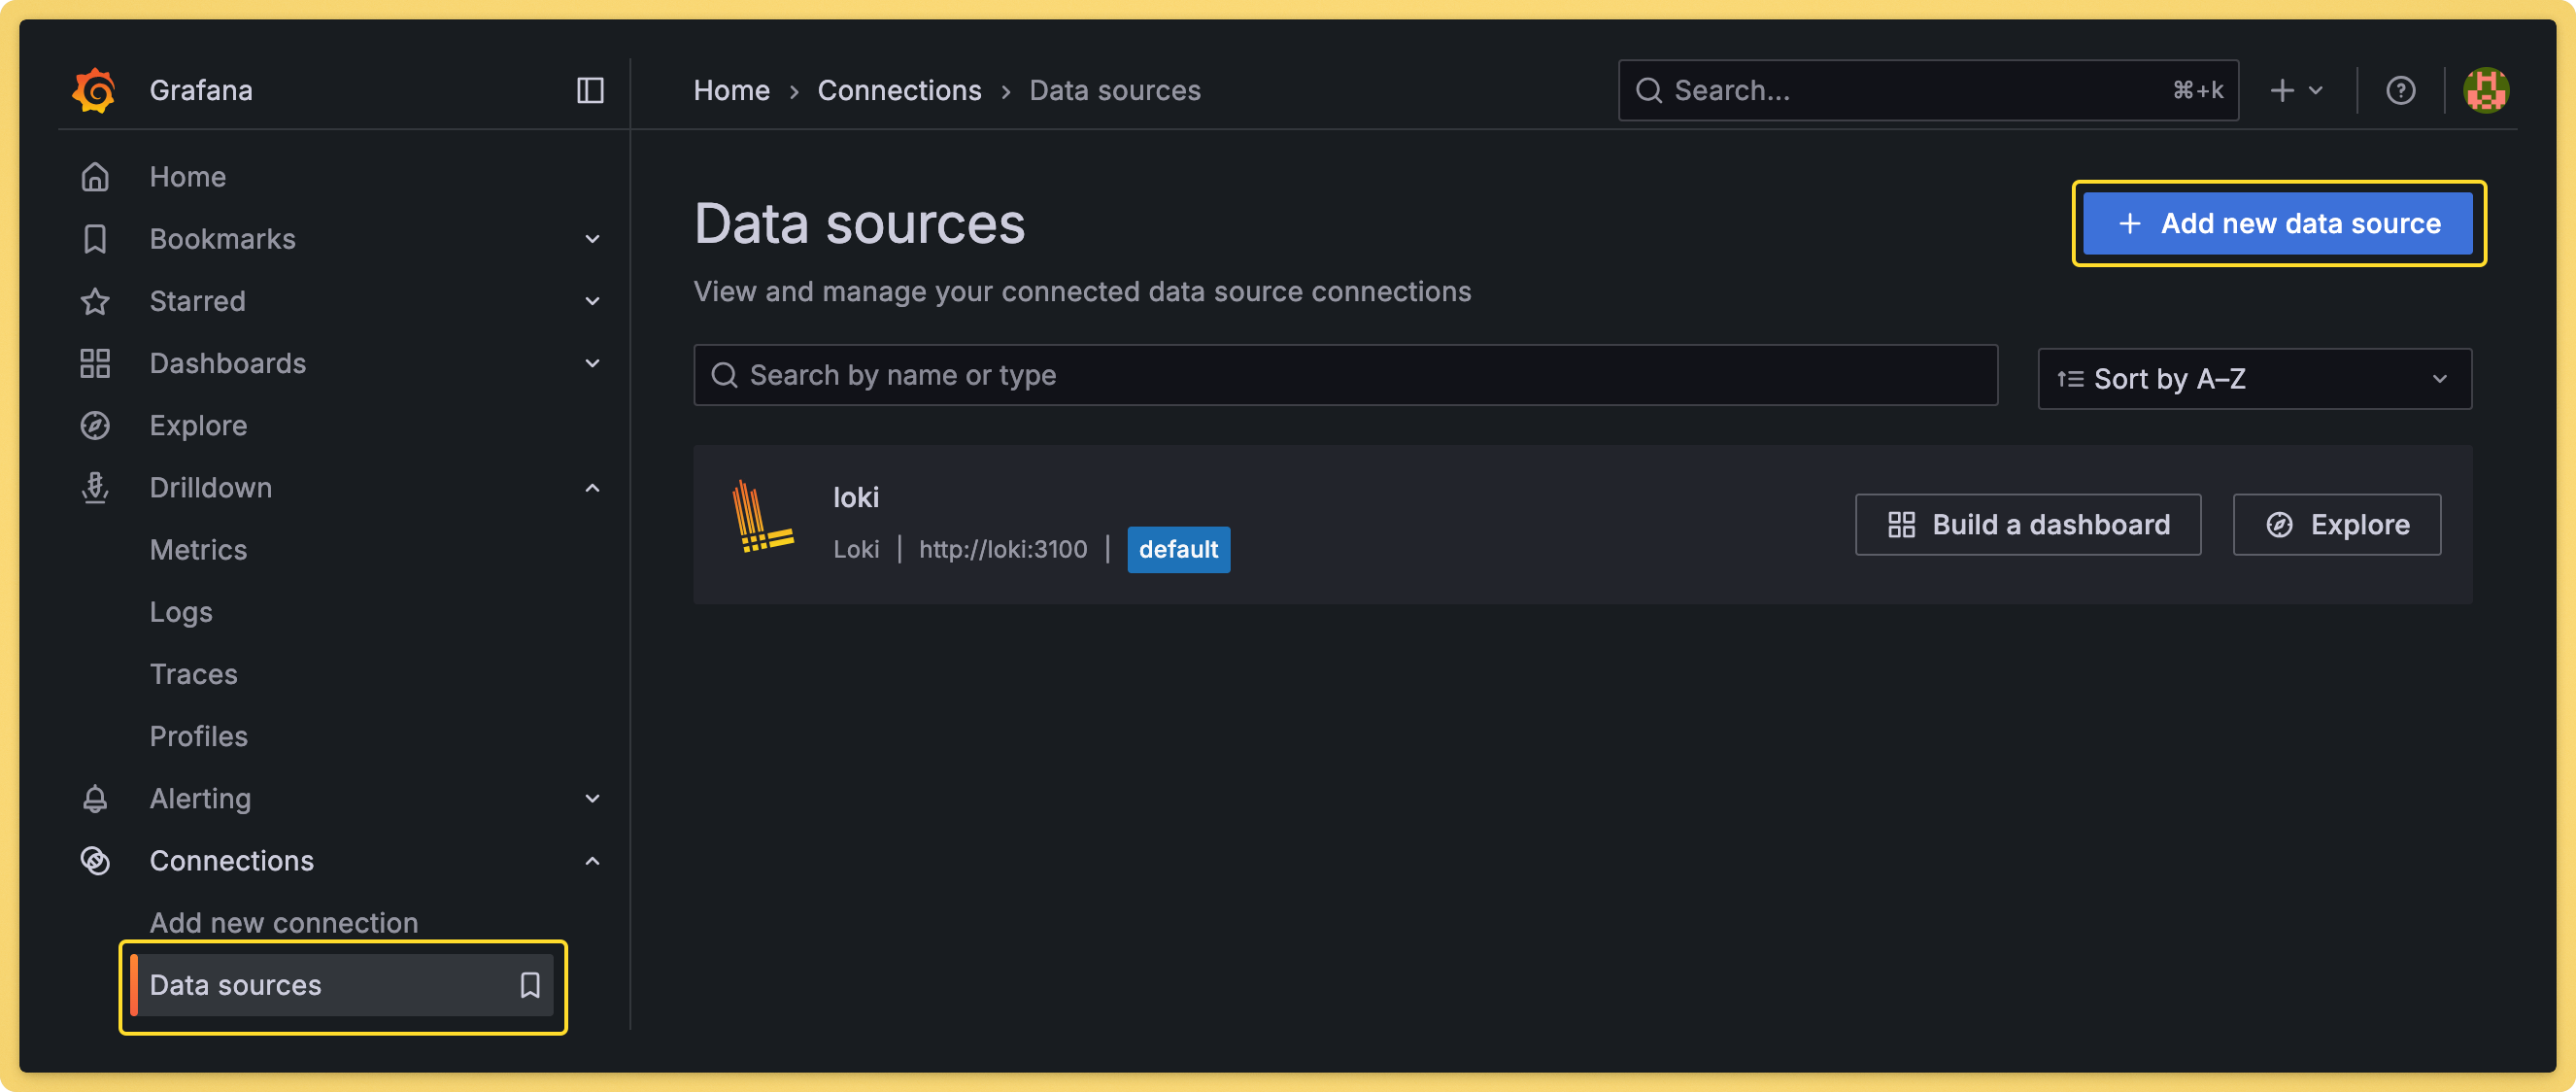 Grafana
Home › Connections › Data sources
Search... ⌘+k
Home
Bookmarks
Starred
Dashboards
Explore
Drilldown
Metrics
Logs
Traces
Profiles
Alerting
Connections
Add new connection
Data sources
Data sources
Add new data source
View and manage your connected data source connections
Search by name or type
Sort by A–Z
loki
Loki | http://loki:3100 | default
Build a dashboard
Explore